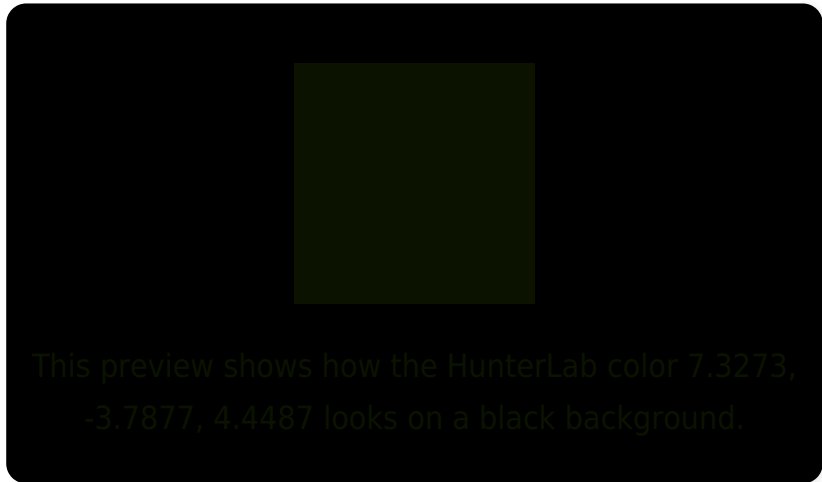 This preview shows how the HunterLab color 7.3273,
-3.7877, 4.4487 looks on a black background.